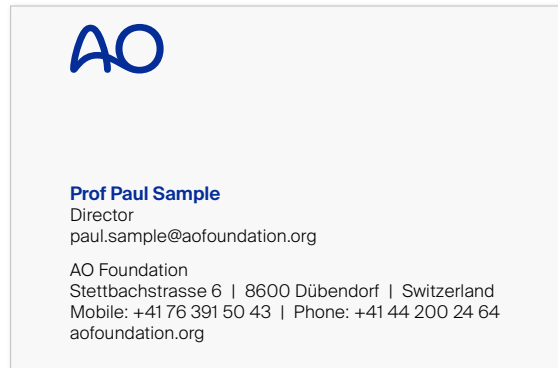 AO
Prof Paul Sample
Director
paul.sample@aofoundation.org
AO Foundation
Stettbachstrasse 6 | 8600 Dübendorf | Switzerland
Mobile: +41 76 391 50 43 | Phone: +41 44 200 24 64
aofoundation.org